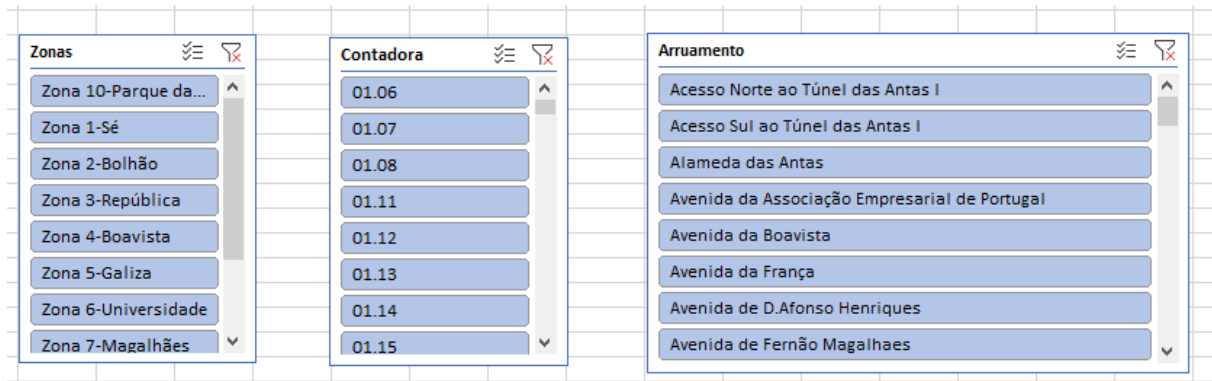 Zonas
Zona 10-Parque da...
Zona 1-Sé
Zona 2-Bolhão
Zona 3-República
Zona 4-Boavista
Zona 5-Galiza
Zona 6-Universidade
Zona 7-Magalhães
Contadora
01.06
01.07
01.08
01.11
01.12
01.13
01.14
01.15
Arruamento
Acesso Norte ao Túnel das Antas I
Acesso Sul ao Túnel das Antas I
Alameda das Antas
Avenida da Associação Empresarial de Portugal
Avenida da Boavista
Avenida da França
Avenida de D.Afonso Henriques
Avenida de Fernão Magalhaes